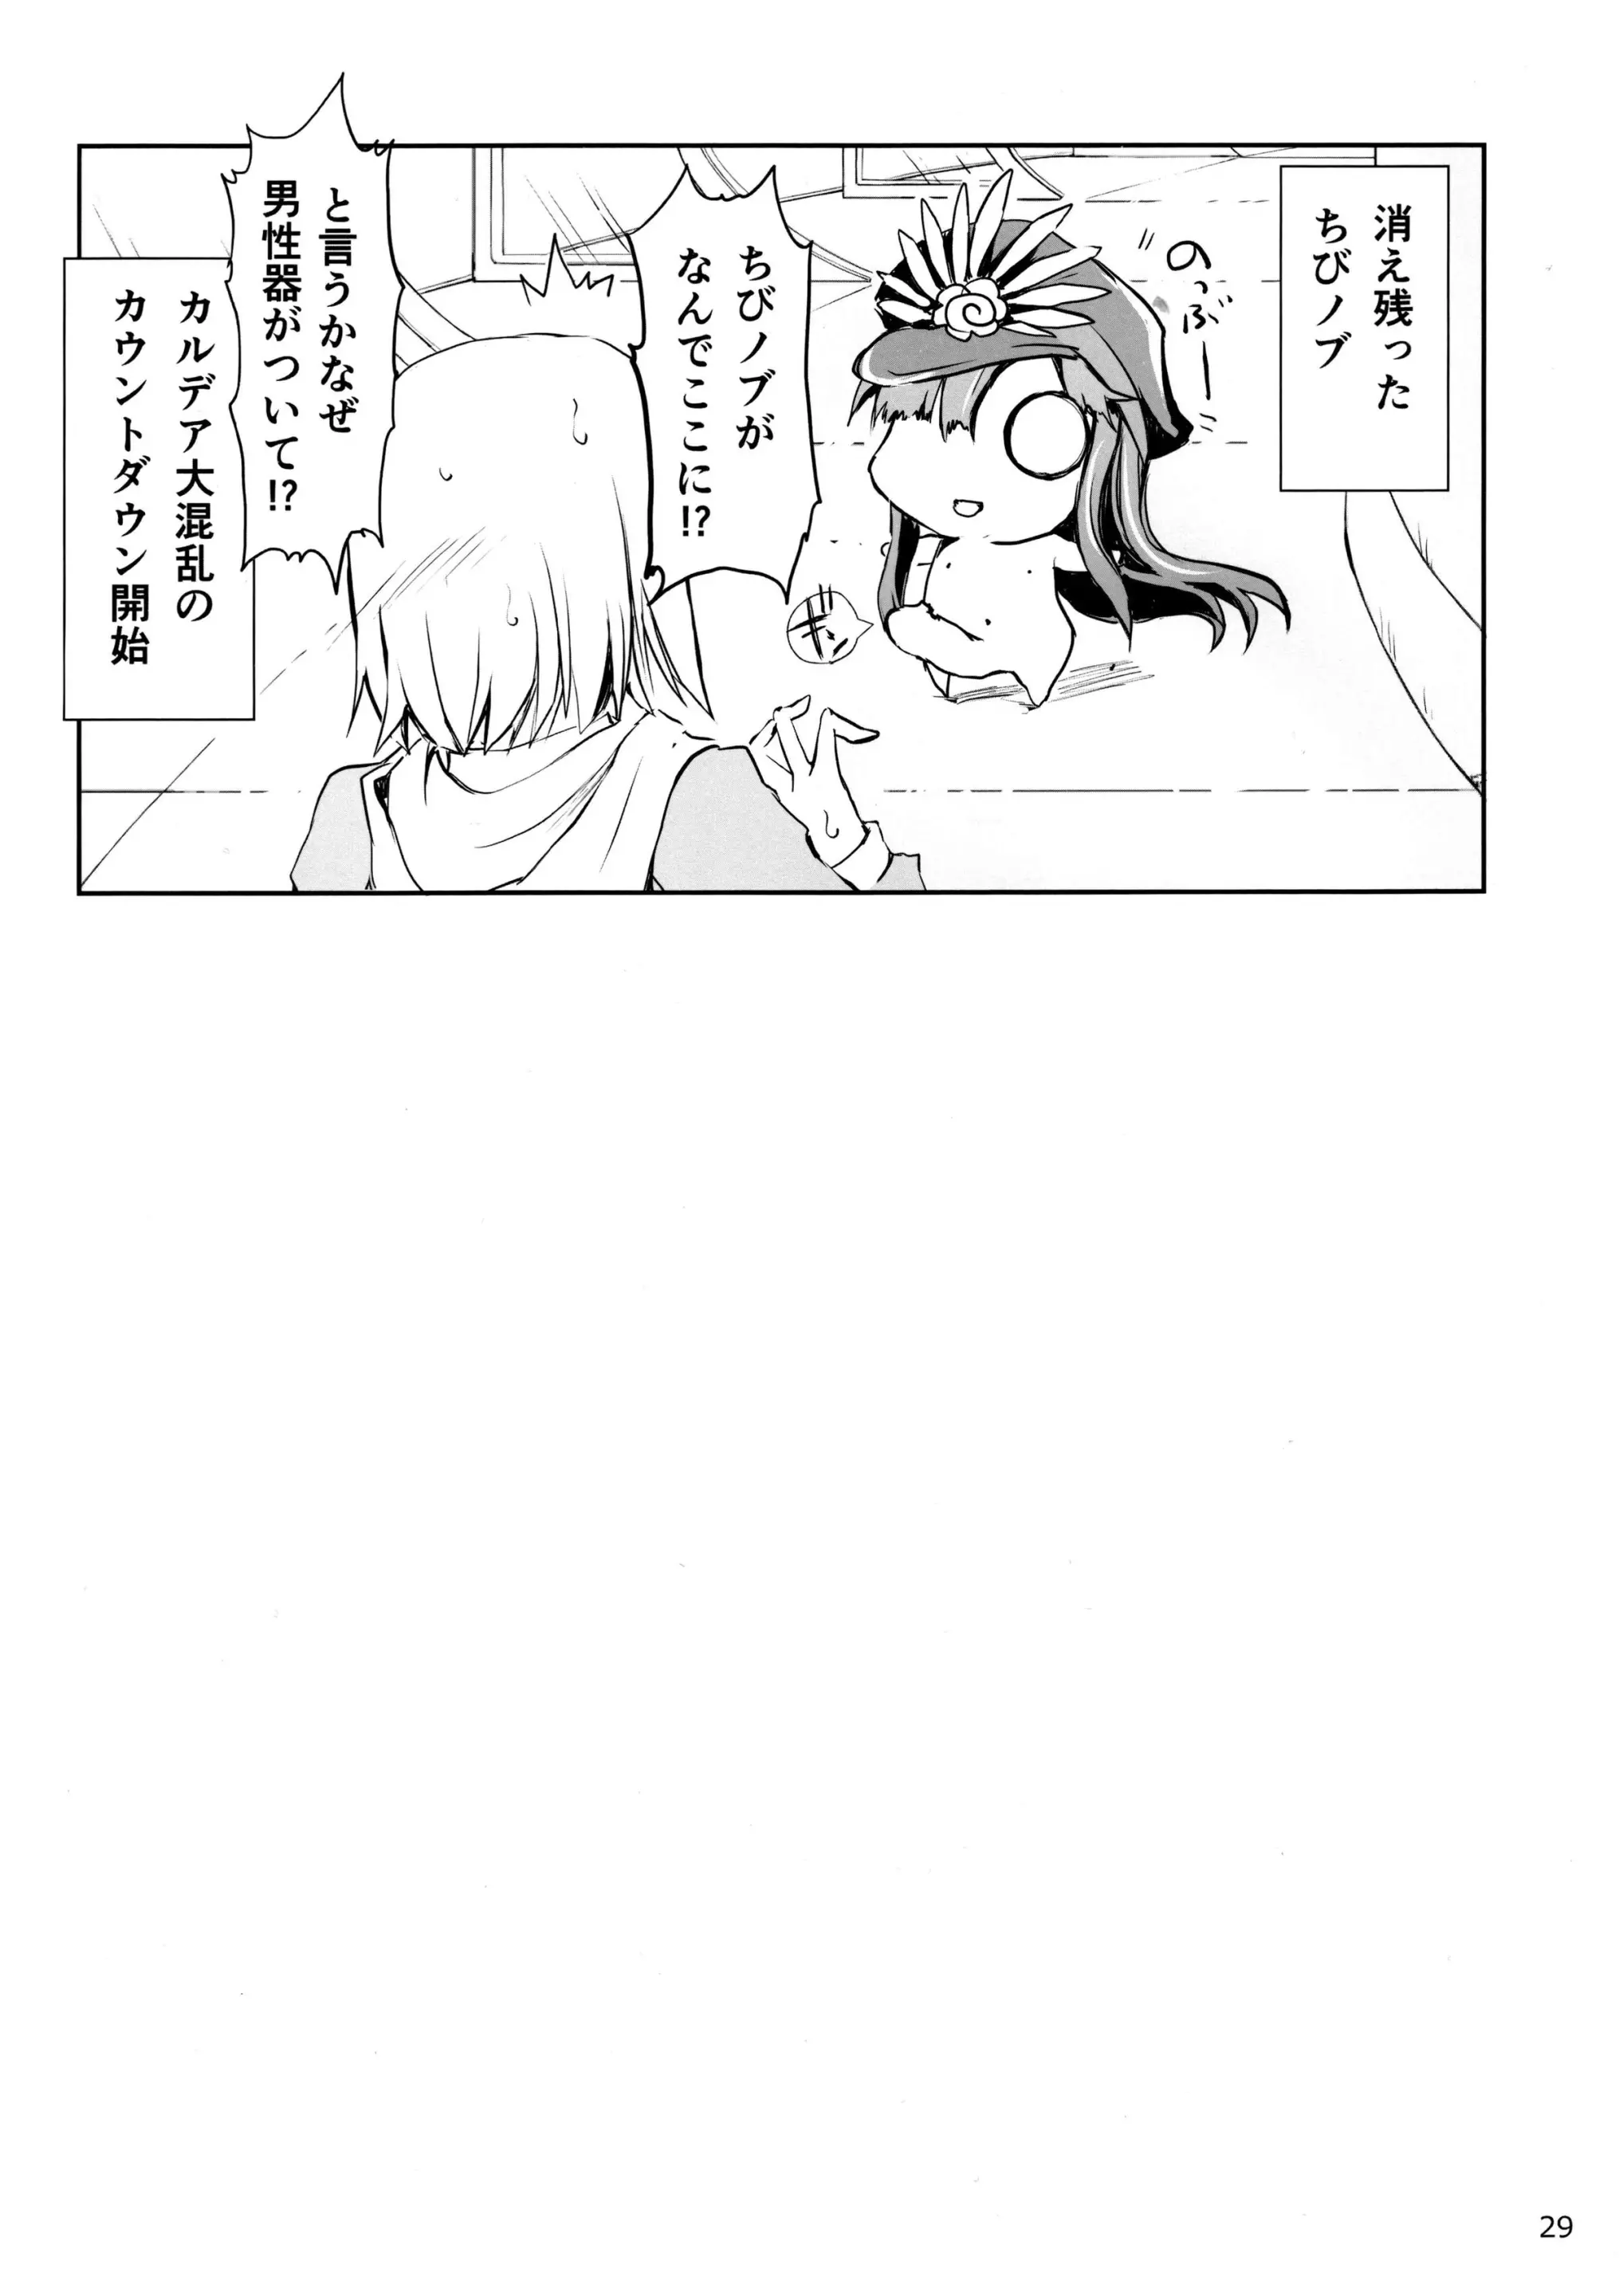 消え残った
ちびノブ
のっぶー
ちびノブが
なんでここに!?
と言うかなぜ
男性器がついて!?
カルデア大混乱の
カウントダウン開始
29